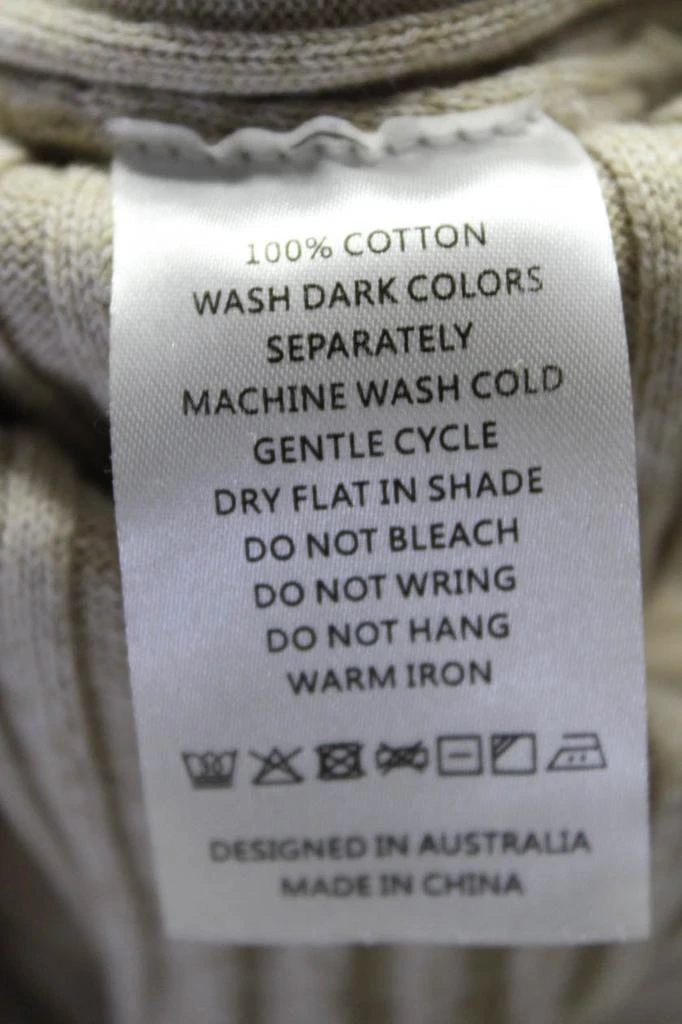 100% COTTON
WASH DARK COLORS
SEPARATELY
MACHINE WASH COLD
GENTLE CYCLE
DRY FLAT IN SHADE
DO NOT BLEACH
DO NOT WRING
DO NOT HANG
WARM IRON
DESIGNED IN AUSTRALIA
MADE IN CHINA